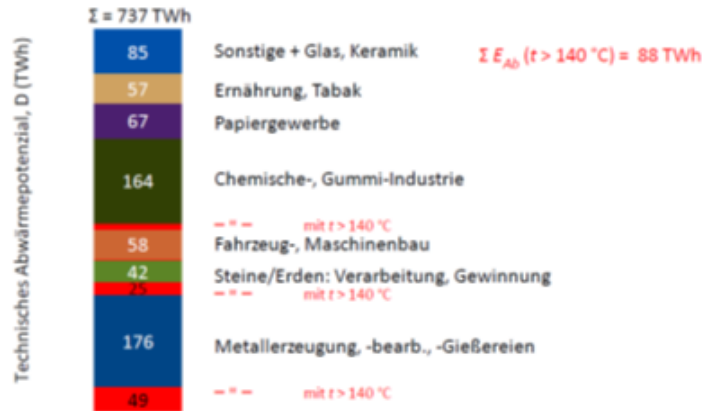 Σ = 737 TWh
85 Sonstige + Glas, Keramik Σ E_Ab (t > 140 °C) = 88 TWh
57 Ernährung, Tabak
67 Papiergewerbe
164 Chemische-, Gummi-Industrie
– " – mit t > 140 °C
58 Fahrzeug-, Maschinenbau
42 Steine/Erden: Verarbeitung, Gewinnung
25 – " – mit t > 140 °C
176 Metallerzeugung, -bearb., -Gießereien
49 – " – mit t > 140 °C
Technisches Abwärmepotenzial, D (TWh)